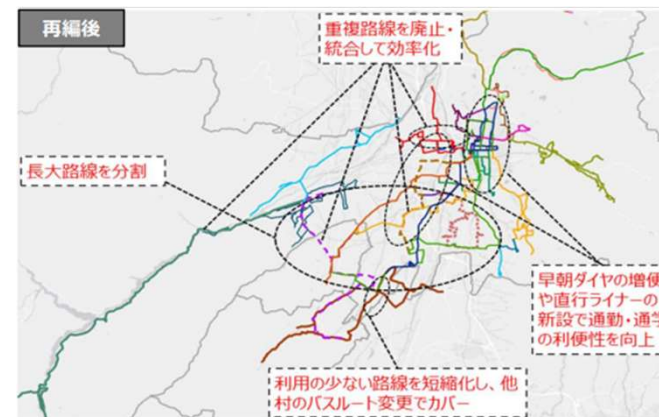 再編後
重複路線を廃止・
統合して効率化
長大路線を分割
早朝ダイヤの増便
や直行ライナーの
新設で通勤・通学
の利便性を向上
利用の少ない路線を短縮化し、他
村のバスルート変更でカバー